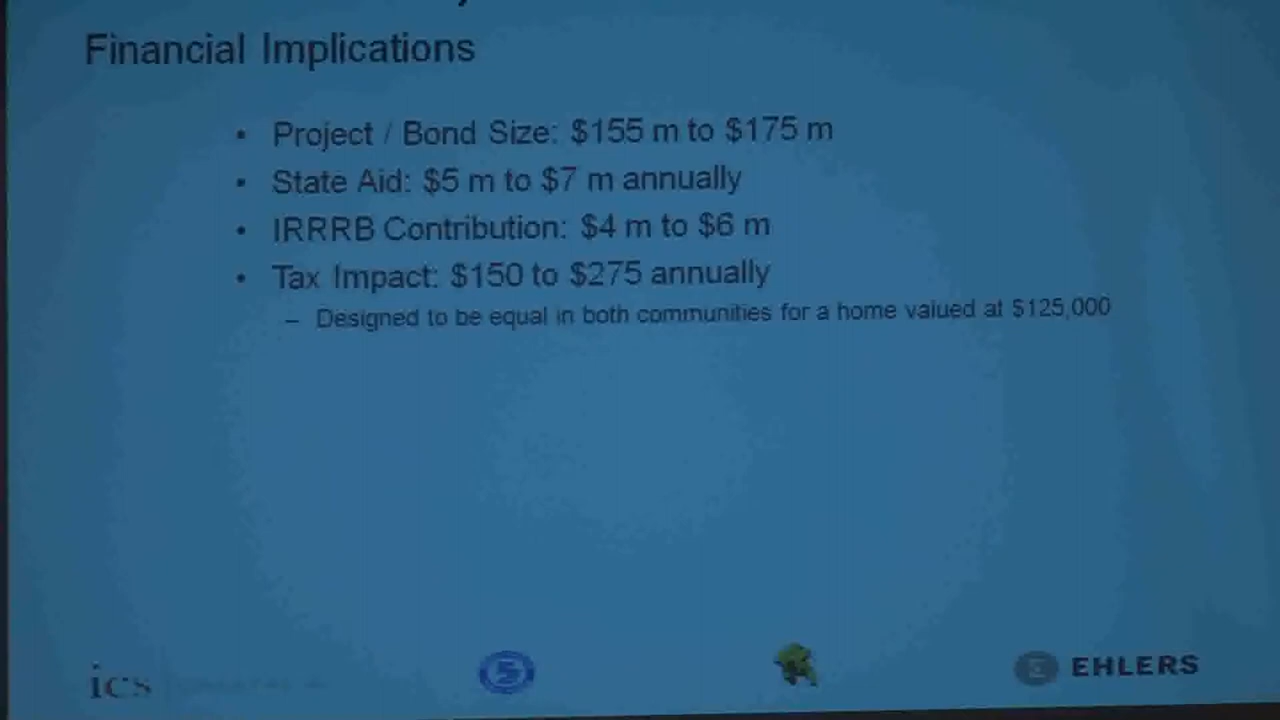 Financial Implications
• Project / Bond Size: $155 m to $175 m
• State Aid: $5 m to $7 m annually
• IRRRB Contribution: $4 m to $6 m
• Tax Impact: $150 to $275 annually
– Designed to be equal in both communities for a home valued at $125,000
ics
5
E EHLERS